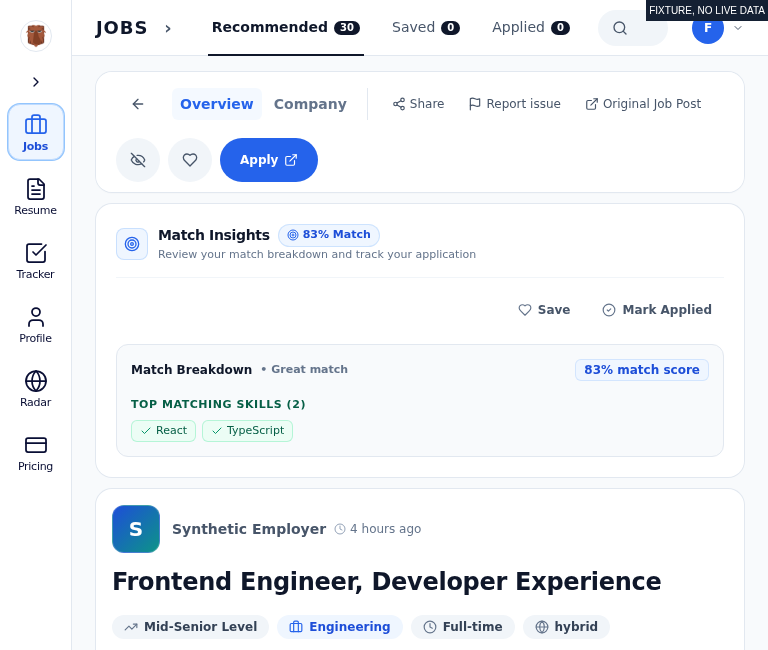 FIXTURE, NO LIVE DATA
JOBS
Recommended 30
Saved 0
Applied 0
F
Jobs
Resume
Tracker
Profile
Radar
Pricing
Overview
Company
Share
Report issue
Original Job Post
Apply
Match Insights
83% Match
Review your match breakdown and track your application
Save
Mark Applied
Match Breakdown • Great match
83% match score
TOP MATCHING SKILLS (2)
React
TypeScript
S
Synthetic Employer
4 hours ago
Frontend Engineer, Developer Experience
Mid-Senior Level
Engineering
Full-time
hybrid